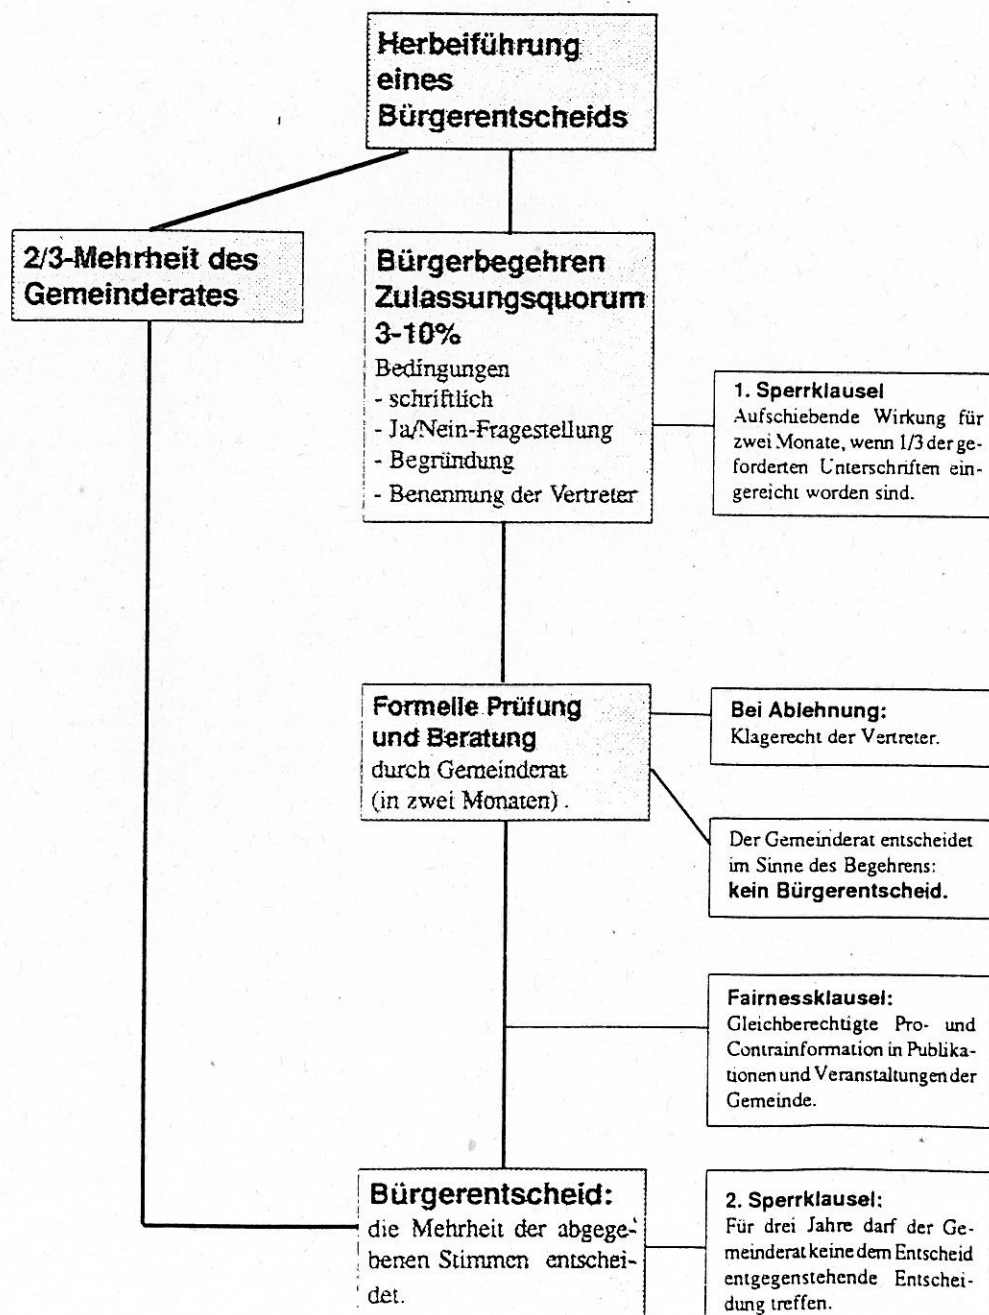 Herbeiführung
eines
Bürgerentscheids
2/3-Mehrheit des
Gemeinderates
Bürgerbegehren
Zulassungsquorum
3-10%
Bedingungen
- schriftlich
- Ja/Nein-Fragestellung
- Begründung
- Benennung der Vertreter
1. Sperrklausel
Aufschiebende Wirkung für
zwei Monate, wenn 1/3 der ge-
forderten Unterschriften ein-
gereicht worden sind.
Formelle Prüfung
und Beratung
durch Gemeinderat
(in zwei Monaten).
Bei Ablehnung:
Klagerecht der Vertreter.
Der Gemeinderat entscheidet
im Sinne des Begehrens:
kein Bürgerentscheid.
Fairnessklausel:
Gleichberechtigte Pro- und
Contrainformation in Publika-
tionen und Veranstaltungen der
Gemeinde.
Bürgerentscheid:
die Mehrheit der abgege-
benen Stimmen entschei-
det.
2. Sperrklausel:
Für drei Jahre darf der Ge-
meinderat keine dem Entscheid
entgegenstehende Entschei-
dung treffen.